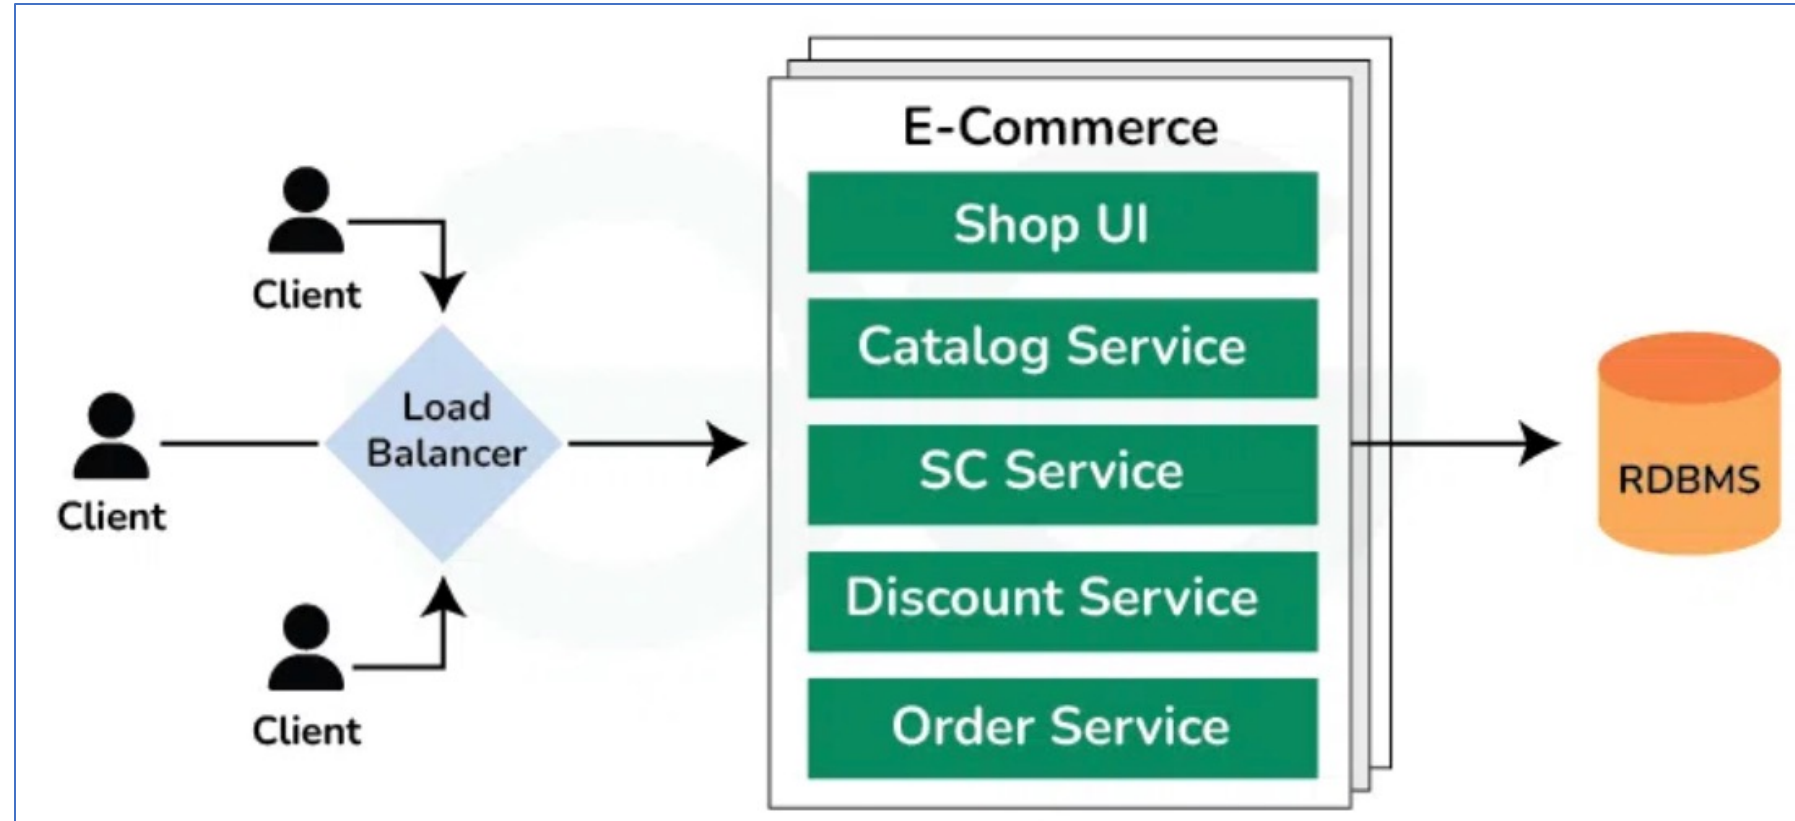 E-Commerce
Shop UI
Client
Catalog Service
Load
Balancer
SC Service
RDBMS
Client
Discount Service
Client
Order Service